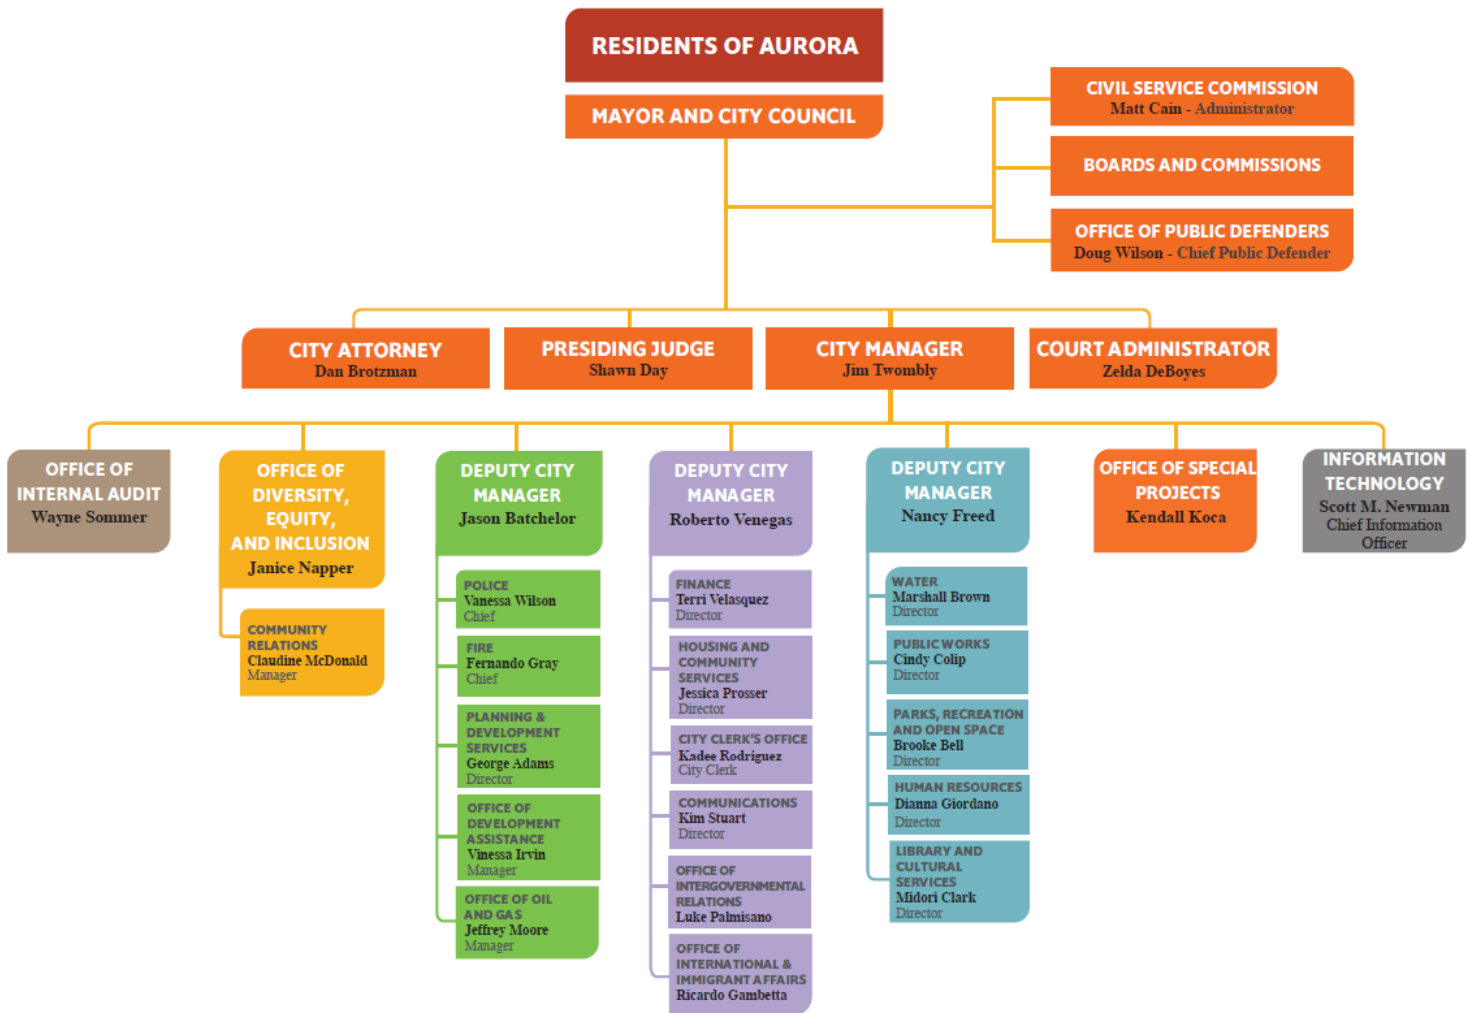 RESIDENTS OF AURORA
MAYOR AND CITY COUNCIL
CIVIL SERVICE COMMISSION
Matt Cain - Administrator
BOARDS AND COMMISSIONS
OFFICE OF PUBLIC DEFENDERS
Doug Wilson - Chief Public Defender
CITY ATTORNEY
Dan Brotzman
PRESIDING JUDGE
Shawn Day
CITY MANAGER
Jim Twombly
COURT ADMINISTRATOR
Zelda DeBoyes
OFFICE OF
INTERNAL AUDIT
Wayne Sommer
OFFICE OF
DIVERSITY,
EQUITY,
AND INCLUSION
Janice Napper
COMMUNITY
RELATIONS
Claudine McDonald
Manager
DEPUTY CITY
MANAGER
Jason Batchelor
POLICE
Vanessa Wilson
Chief
FIRE
Fernando Gray
Chief
PLANNING &
DEVELOPMENT
SERVICES
George Adams
Director
OFFICE OF
DEVELOPMENT
ASSISTANCE
Vinessa Irvin
Manager
OFFICE OF OIL
AND GAS
Jeffrey Moore
Manager
DEPUTY CITY
MANAGER
Roberto Venegas
FINANCE
Terri Velasquez
Director
HOUSING AND
COMMUNITY
SERVICES
Jessica Prosser
Director
CITY CLERK'S OFFICE
Kadee Rodriguez
City Clerk
COMMUNICATIONS
Kim Stuart
Director
OFFICE OF
INTERGOVERNMENTAL
RELATIONS
Luke Palmisano
OFFICE OF
INTERNATIONAL &
IMMIGRANT AFFAIRS
Ricardo Gambetta
DEPUTY CITY
MANAGER
Nancy Freed
WATER
Marshall Brown
Director
PUBLIC WORKS
Cindy Colip
Director
PARKS, RECREATION
AND OPEN SPACE
Brooke Bell
Director
HUMAN RESOURCES
Dianna Giordano
Director
LIBRARY AND
CULTURAL
SERVICES
Midori Clark
Director
OFFICE OF SPECIAL
PROJECTS
Kendall Koca
INFORMATION
TECHNOLOGY
Scott M. Newman
Chief Information
Officer